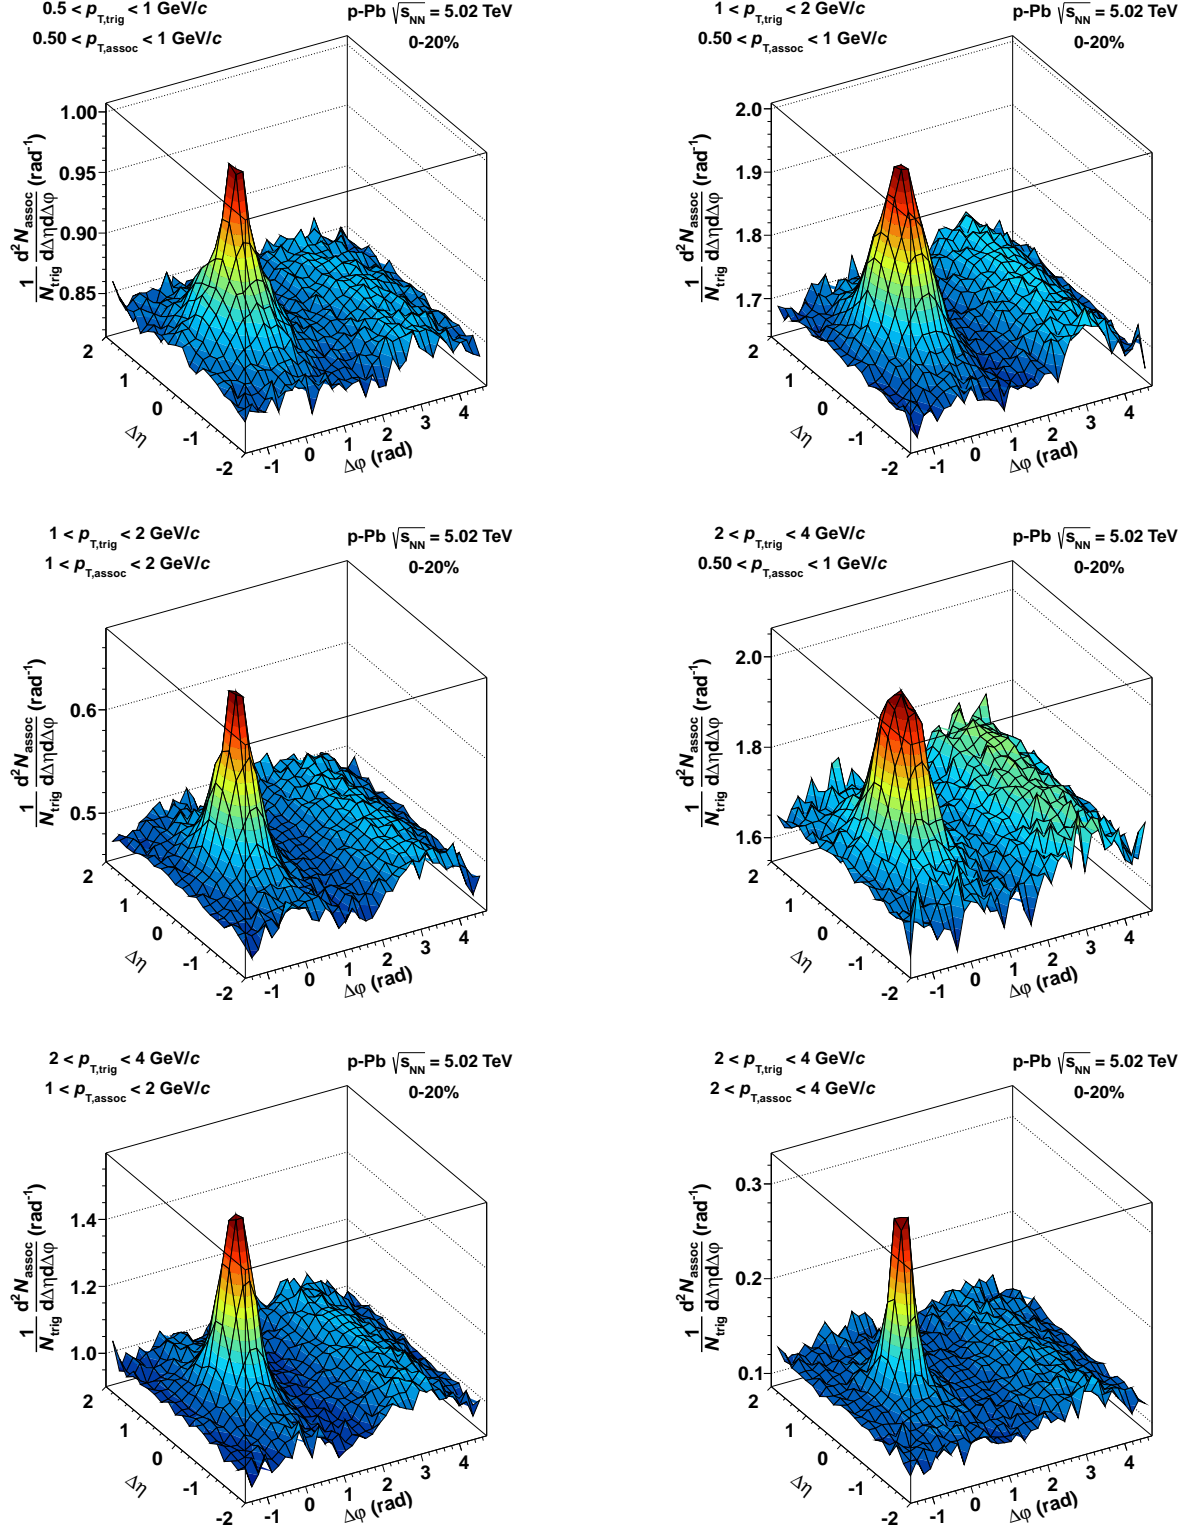 0.5 < p_T,trig < 1 GeV/c
0.50 < p_T,assoc < 1 GeV/c
p-Pb √s_NN = 5.02 TeV
0-20%
1/N_trig d²N_assoc/dΔηdΔφ (rad⁻¹)
1.00
0.95
0.90
0.85
2
1
0
-1
-2
Δη
-1
0
1
2
3
4
Δφ (rad)
1 < p_T,trig < 2 GeV/c
0.50 < p_T,assoc < 1 GeV/c
p-Pb √s_NN = 5.02 TeV
0-20%
1/N_trig d²N_assoc/dΔηdΔφ (rad⁻¹)
2.0
1.9
1.8
1.7
2
1
0
-1
-2
Δη
-1
0
1
2
3
4
Δφ (rad)
1 < p_T,trig < 2 GeV/c
1 < p_T,assoc < 2 GeV/c
p-Pb √s_NN = 5.02 TeV
0-20%
1/N_trig d²N_assoc/dΔηdΔφ (rad⁻¹)
0.6
0.5
2
1
0
-1
-2
Δη
-1
0
1
2
3
4
Δφ (rad)
2 < p_T,trig < 4 GeV/c
0.50 < p_T,assoc < 1 GeV/c
p-Pb √s_NN = 5.02 TeV
0-20%
1/N_trig d²N_assoc/dΔηdΔφ (rad⁻¹)
2.0
1.8
1.6
2
1
0
-1
-2
Δη
-1
0
1
2
3
4
Δφ (rad)
2 < p_T,trig < 4 GeV/c
1 < p_T,assoc < 2 GeV/c
p-Pb √s_NN = 5.02 TeV
0-20%
1/N_trig d²N_assoc/dΔηdΔφ (rad⁻¹)
1.4
1.2
1.0
2
1
0
-1
-2
Δη
-1
0
1
2
3
4
Δφ (rad)
2 < p_T,trig < 4 GeV/c
2 < p_T,assoc < 4 GeV/c
p-Pb √s_NN = 5.02 TeV
0-20%
1/N_trig d²N_assoc/dΔηdΔφ (rad⁻¹)
0.3
0.2
0.1
2
1
0
-1
-2
Δη
-1
0
1
2
3
4
Δφ (rad)